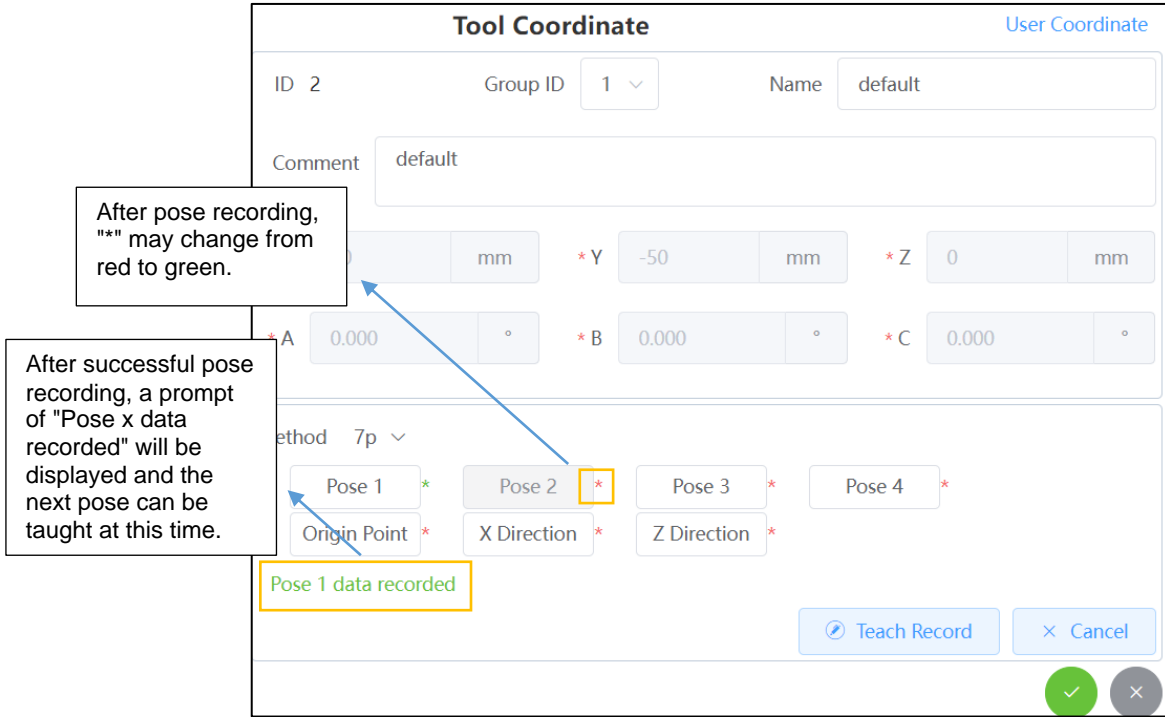 Tool Coordinate
User Coordinate
ID 2 Group ID 1 Name default
Comment default
After pose recording,
"*" may change from
red to green.
mm * Y -50 mm * Z 0 mm
* A 0.000 ° * B 0.000 ° * C 0.000 °
After successful pose
recording, a prompt
of "Pose x data
recorded" will be
displayed and the
next pose can be
taught at this time.
ethod 7p
Pose 1 * Pose 2 * Pose 3 * Pose 4 *
Origin Point * X Direction * Z Direction *
Pose 1 data recorded
Teach Record × Cancel